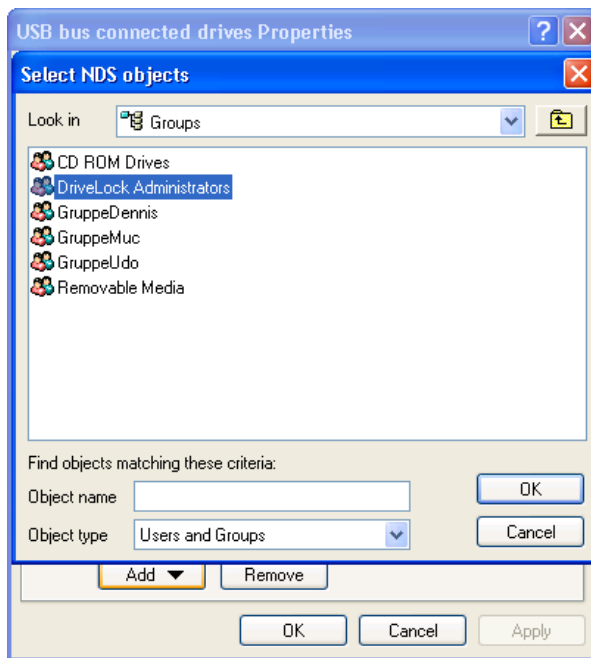 USB bus connected drives Properties
Select NDS objects
Look in Groups
CD ROM Drives
DriveLock Administrators
GruppeDennis
GruppeMuc
GruppeUdo
Removable Media
Find objects matching these criteria:
Object name
OK
Object type Users and Groups
Cancel
Add Remove
OK Cancel Apply